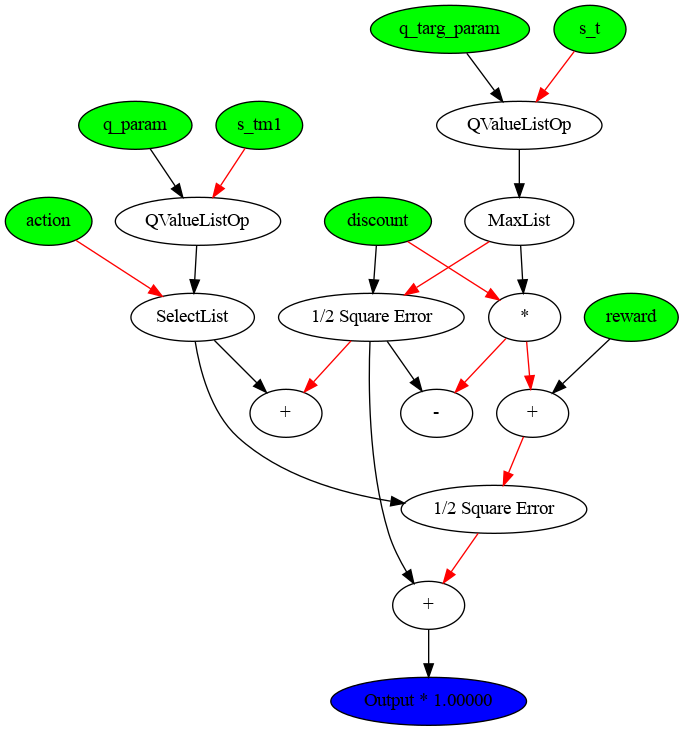 q_targ_param
s_t
q_param
s_tm1
QValueListOp
action
QValueListOp
discount
MaxList
SelectList
1/2 Square Error
*
reward
+
-
+
1/2 Square Error
+
Output * 1.00000